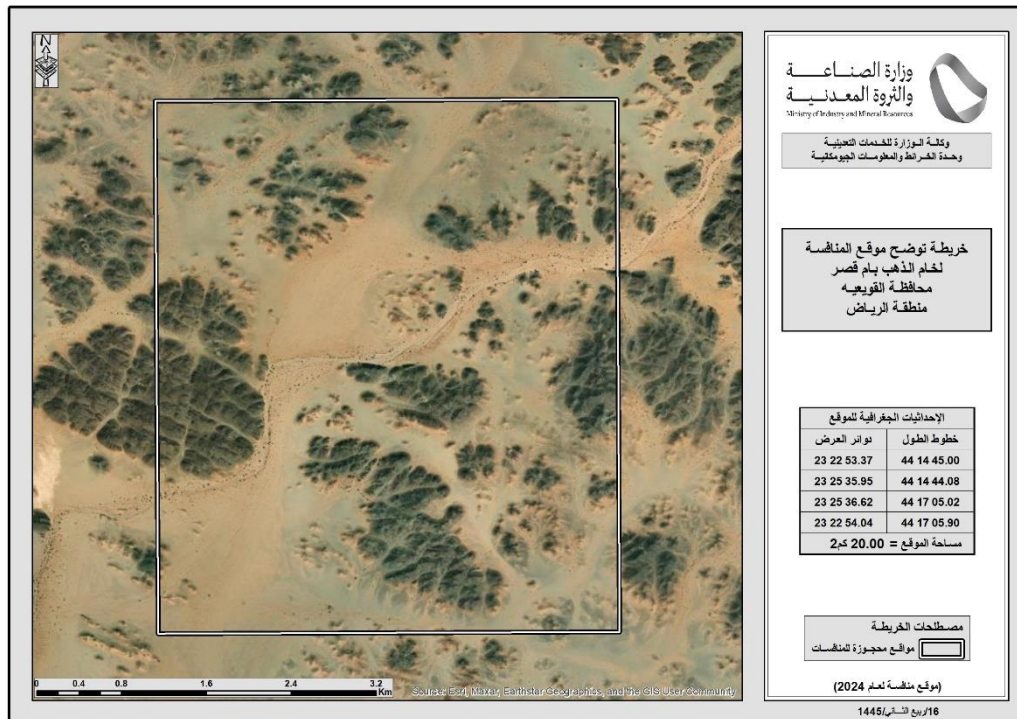 N
وزارة الصناعة
والثروة المعدنية
Ministry of Industry and Mineral Resources
وكالة الوزارة للخدمات التعدينية
وحدة الخرائط والمعلومات الجيومكانية
خريطة توضح موقع المنافسة
لخام الذهب بام قصر
محافظة القويعيه
منطقة الرياض
الإحداثيات الجغرافية للموقع
خطوط الطول دوائر العرض
44 14 45.00 23 22 53.37
44 14 44.08 23 25 35.95
44 17 05.02 23 25 36.62
44 17 05.90 23 22 54.04
مساحة الموقع = 20.00 كم2
مصطلحات الخريطة
مواقع محجوزة للمنافسات
(موقع منافسة لعام 2024)
16/ربيع الثاني/1445
0 0.4 0.8 1.6 2.4 3.2
Km
Source: Esri, Maxar, Earthstar Geographics, and the GIS User Community